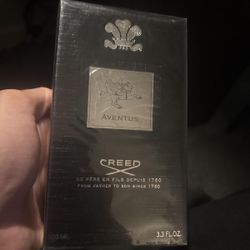 AVENTUS
CREED
DE PÈRE EN FILS DEPUIS 1760
FROM FATHER TO SON SINCE 1760
3.3 FL.OZ.